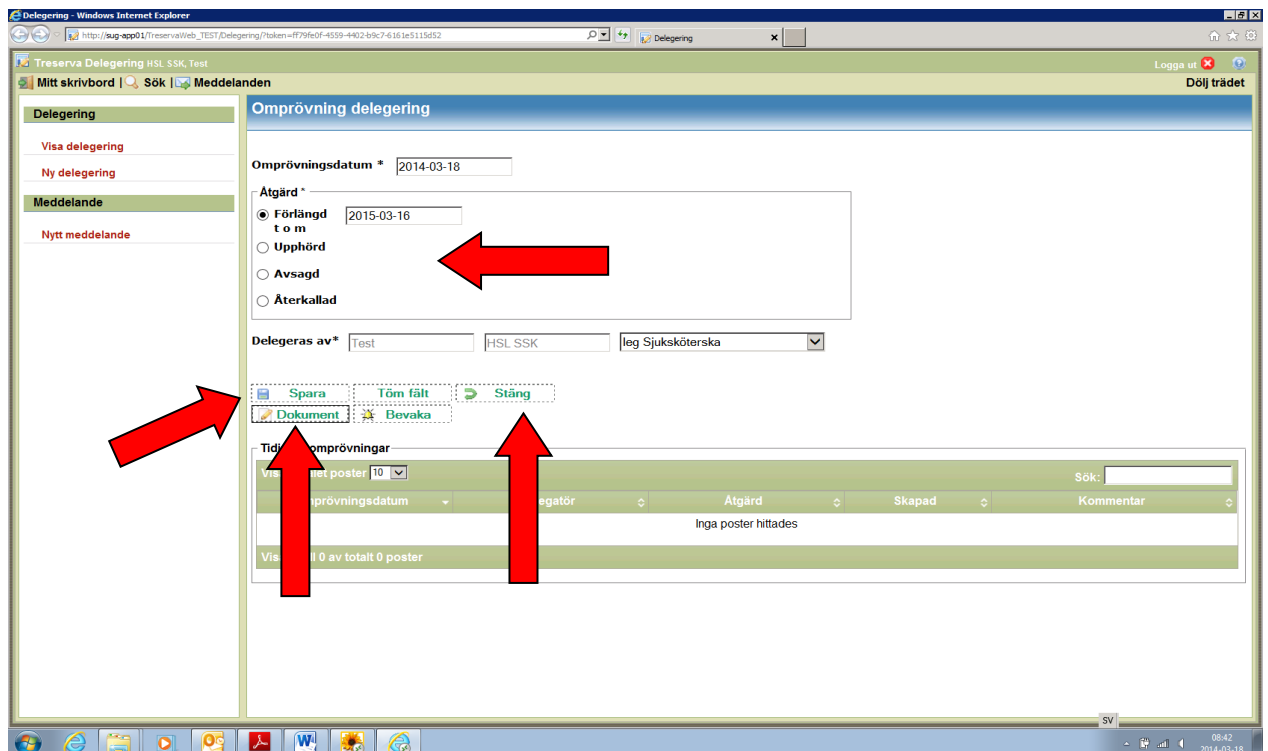 Delegering - Windows Internet Explorer
http://sug-app01/TreservaWeb_TEST/Delegering/?token=ff79fe0f-4559-4402-b9c7-6161e5115d52
Delegering
Treserva Delegering HSL SSK, Test
Logga ut
Mitt skrivbord | Sök | Meddelanden
Dölj trädet
Delegering
Visa delegering
Ny delegering
Meddelande
Nytt meddelande
Omprövning delegering
Omprövningsdatum * 2014-03-18
Åtgärd *
Förlängd 2015-03-16
t o m
Upphörd
Avsagd
Återkallad
Delegeras av* Test HSL SSK leg Sjuksköterska
Spara Töm fält Stäng
Dokument Bevaka
omprövningar
poster 10
Sök:
Åtgärd Skapad Kommentar
Inga poster hittades
0 av totalt 0 poster
SV
08:42
2014-03-18